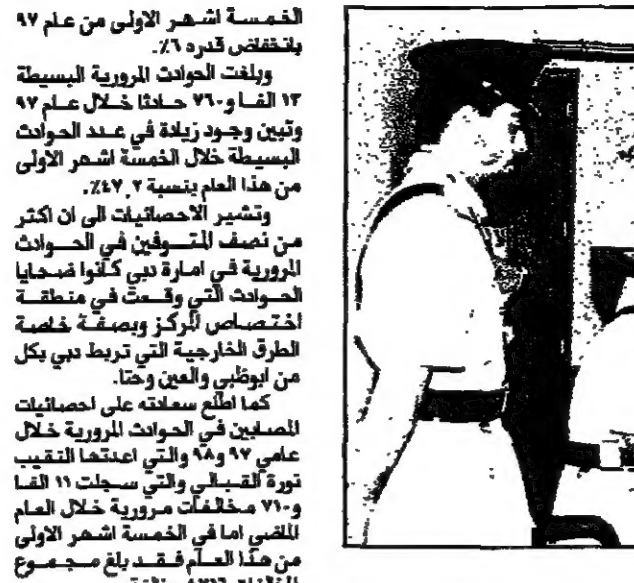 الخمسة اشهر الاولى من عام ٩٧
بانخفاض قدره ٦٪.
وبلغت الحوادث المرورية البسيطة
١٣ الفا و٧٦٠ حادثا خلال عام ٩٧
وتبين وجود زيادة في عدد الحوادث
البسيطة خلال الخمسة اشهر الاولى
من هذا العام بنسبة ٤٧,٢٪.
وتشير الاحصائيات الى ان اكثر
من نصف المتوفين في الحوادث
المرورية في امارة دبي كانوا ضحايا
الحوادث التي وقعت في منطقة
اختصاص المركز وبصفة خاصة
الطرق الخارجية التي تربط دبي بكل
من ابوظبي والعين وحتا.
كما اطلع سعادته على احصائيات
المصابين في الحوادث المرورية خلال
عامي ٩٧ و٩٨ والتي اعدتها النقيب
نورة القبالي والتي سجلت ١١ الفا
و٧١٠ مخالفات مرورية خلال العام
الماضي اما في الخمسة اشهر الاولى
من هذا العام فقد بلغ مجموع